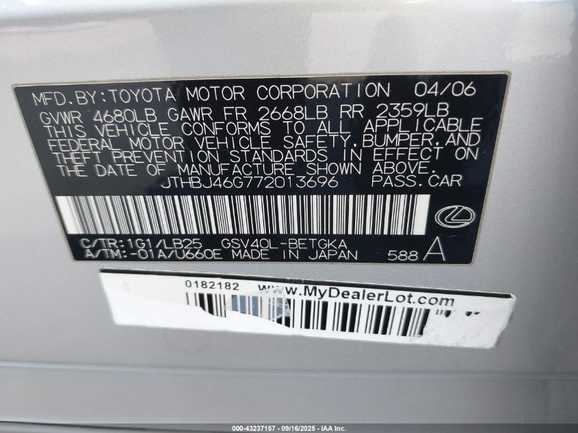 MFD.BY:TOYOTA MOTOR CORPORATION 04/06
GVWR 4680LB GAWR FR 2668LB RR 2359LB
THIS VEHICLE CONFORMS TO ALL APPLICABLE
FEDERAL MOTOR VEHICLE SAFETY,BUMPER,AND
THEFT PREVENTION STANDARDS IN EFFECT ON
THE DATE OF MANUFACTURE SHOWN ABOVE.
JTHBJ46G772013696 PASS.CAR
C/TR:1G1/LB25 GSV40L-BETGKA
A/TM:-01A/U660E MADE IN JAPAN 588 A
0182182 www.MyDealerLot.com
000-43237157 - 09/16/2025 - IAA Inc.